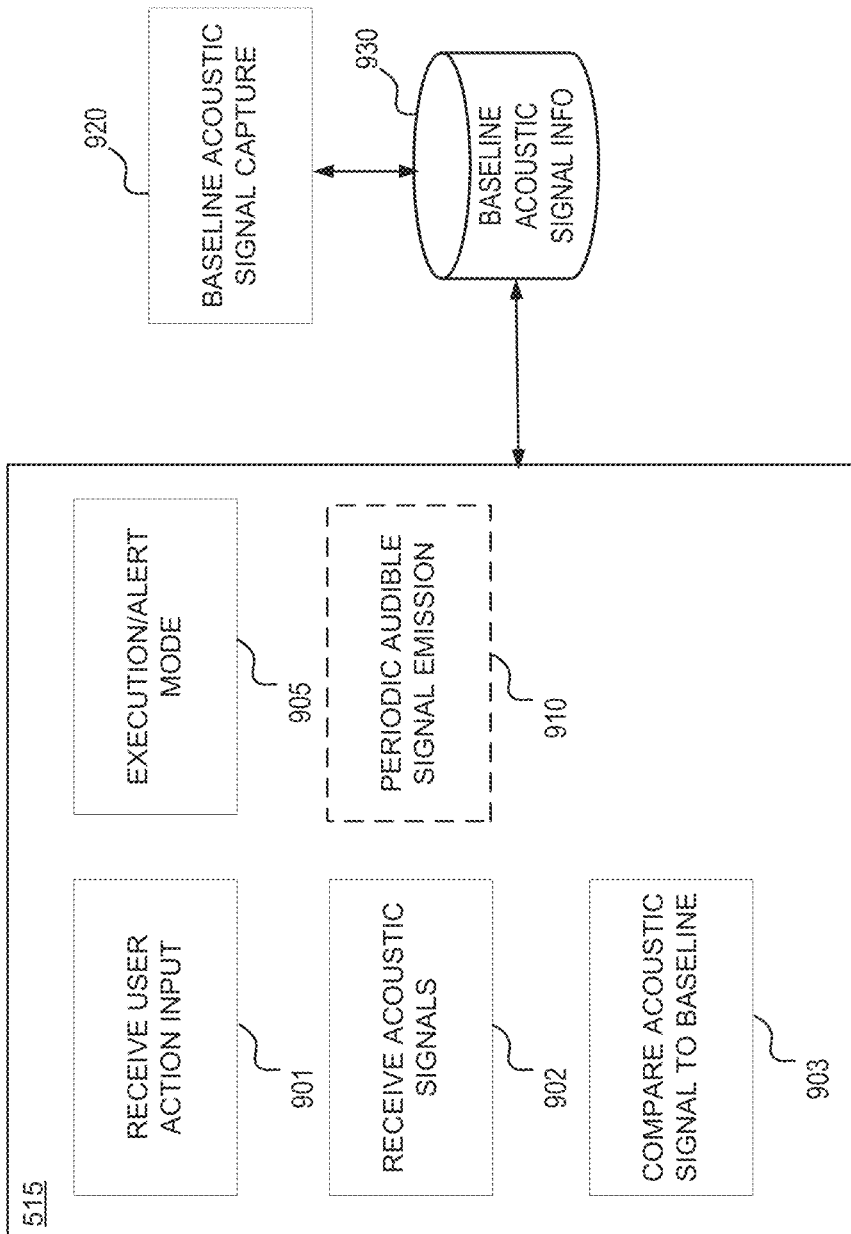 515
RECEIVE USER
ACTION INPUT
901
EXECUTION/ALERT
MODE
905
RECEIVE ACOUSTIC
SIGNALS
902
PERIODIC AUDIBLE
SIGNAL EMISSION
910
COMPARE ACOUSTIC
SIGNAL TO BASELINE
903
920
BASELINE ACOUSTIC
SIGNAL CAPTURE
930
BASELINE
ACOUSTIC
SIGNAL INFO